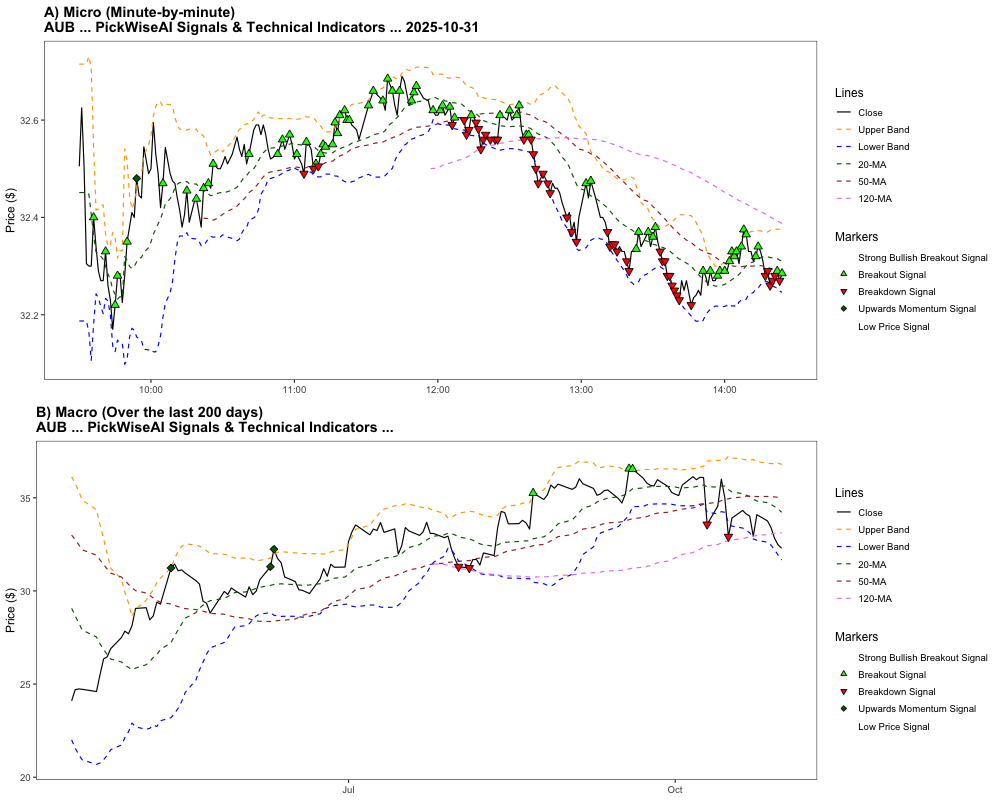 A) Micro (Minute-by-minute)
AUB ... PickWiseAI Signals & Technical Indicators ... 2025-10-31
Price ($)
32.6
32.4
32.2
10:00
11:00
12:00
13:00
14:00
Lines
Close
Upper Band
Lower Band
20-MA
50-MA
120-MA
Markers
Strong Bullish Breakout Signal
Breakout Signal
Breakdown Signal
Upwards Momentum Signal
Low Price Signal
B) Macro (Over the last 200 days)
AUB ... PickWiseAI Signals & Technical Indicators ...
Price ($)
35
30
25
20
Jul
Oct
Lines
Close
Upper Band
Lower Band
20-MA
50-MA
120-MA
Markers
Strong Bullish Breakout Signal
Breakout Signal
Breakdown Signal
Upwards Momentum Signal
Low Price Signal